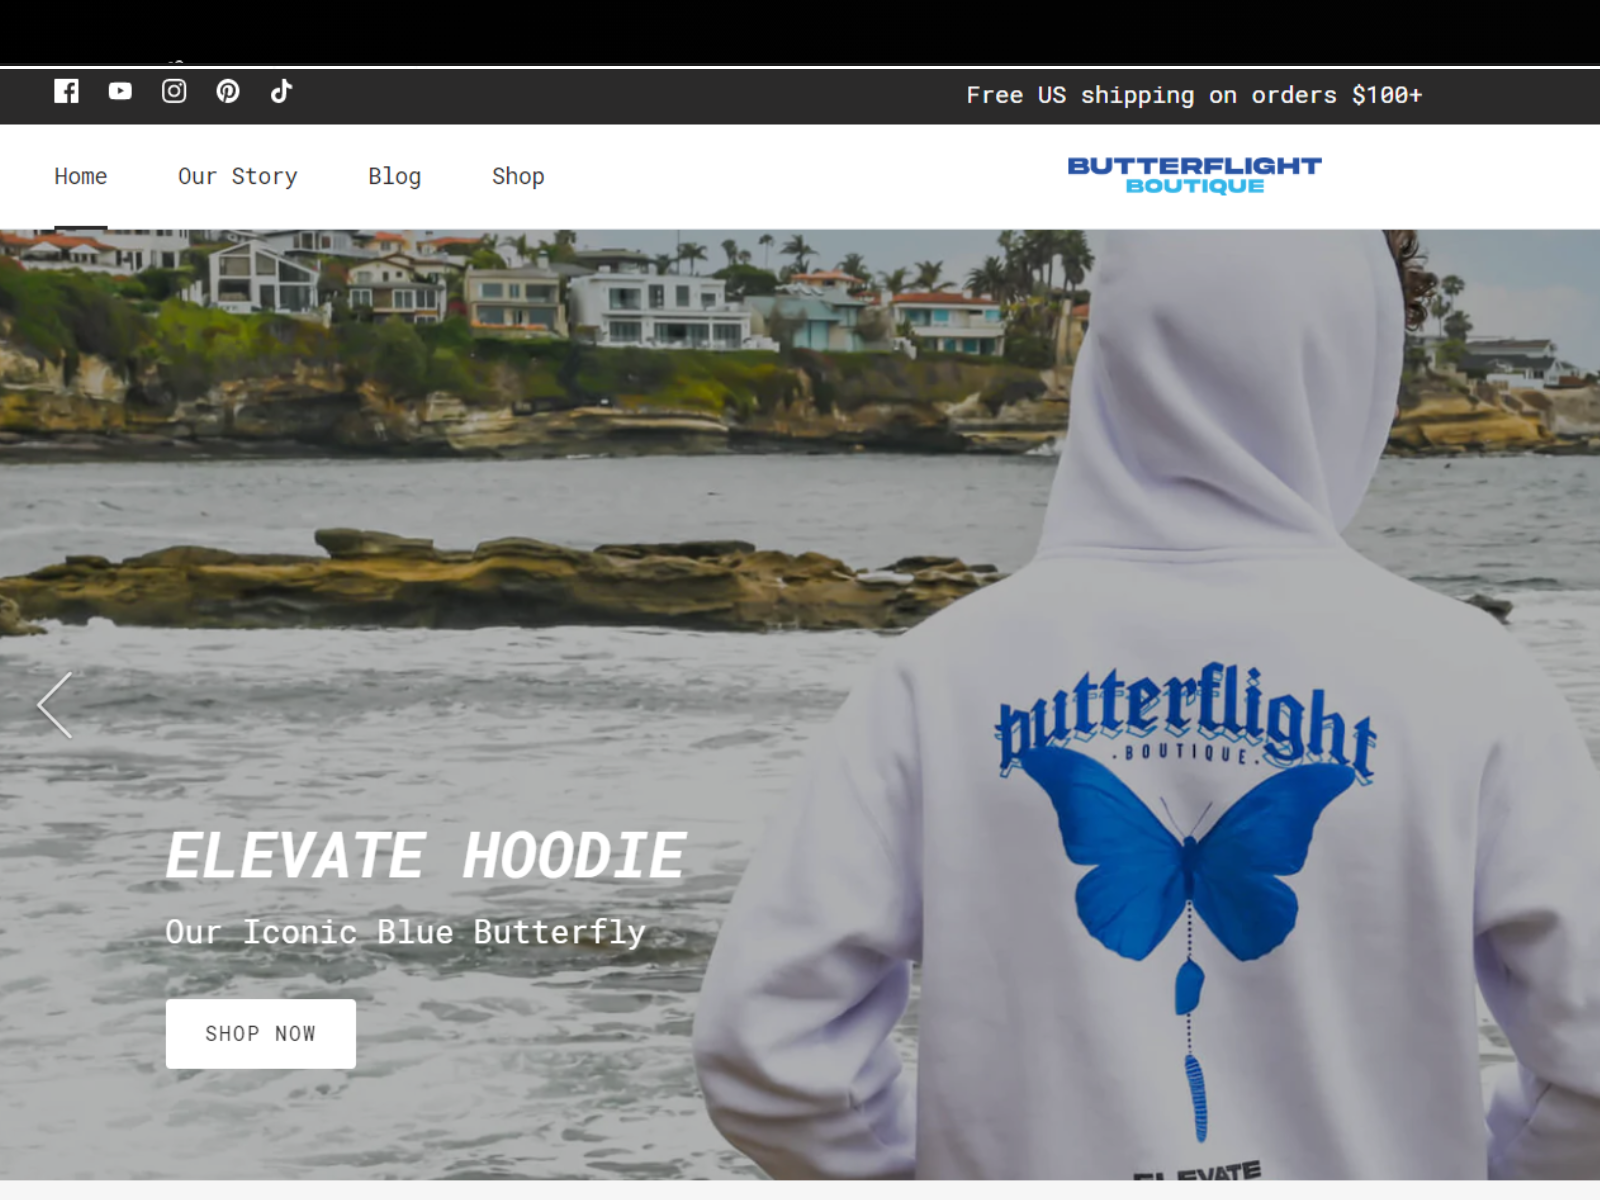 Free US shipping on orders $100+
Home Our Story Blog Shop
BUTTERFLIGHT
BOUTIQUE
butterflight
·BOUTIQUE·
ELEVATE HOODIE
Our Iconic Blue Butterfly
SHOP NOW
ELEVATE